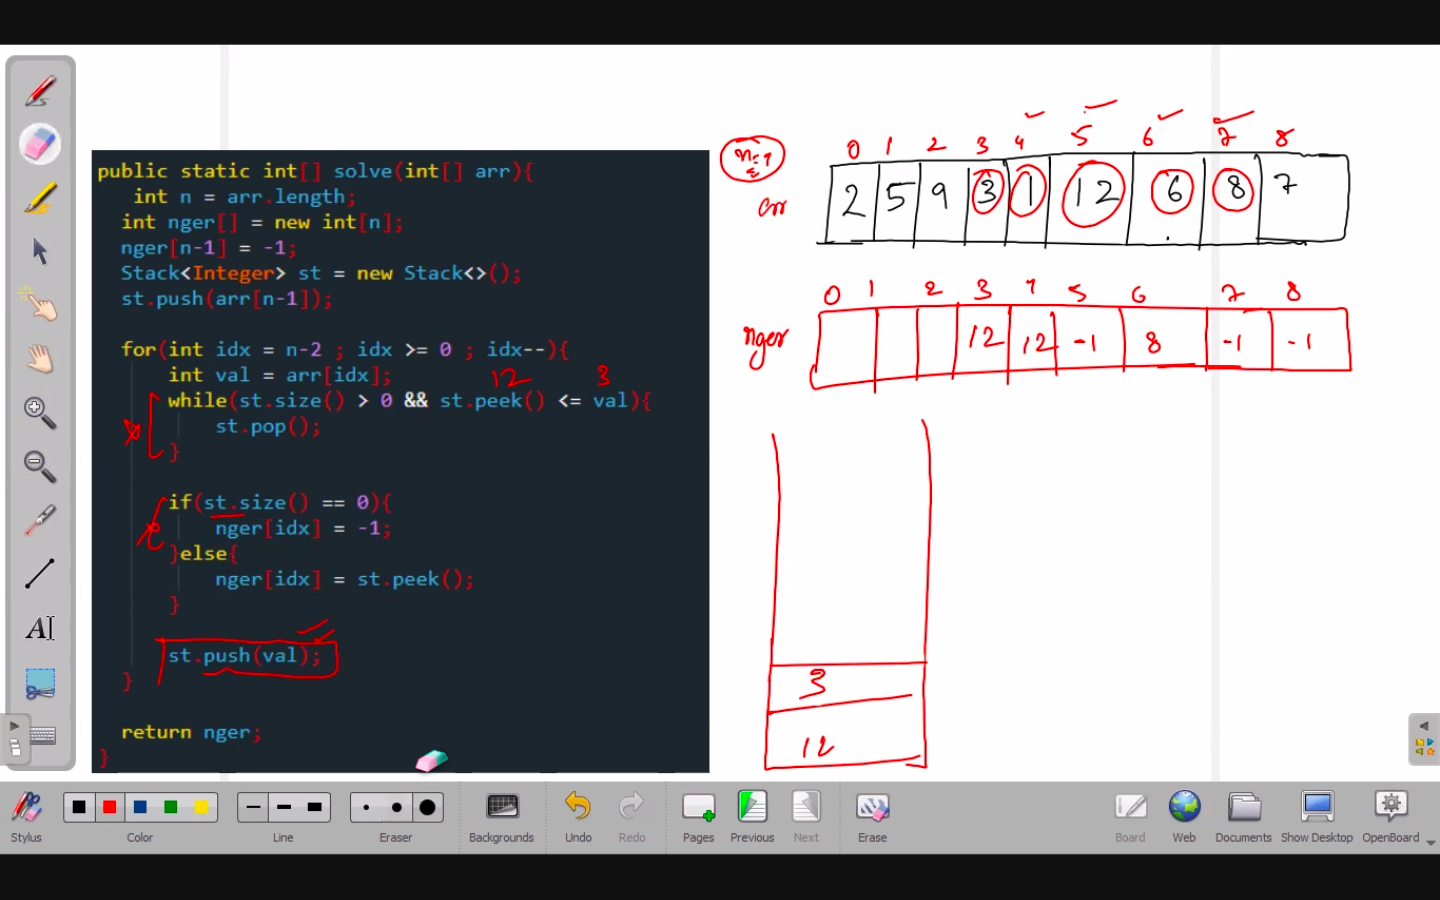 public static int[] solve(int[] arr){
int n = arr.length;
int nger[] = new int[n];
nger[n-1] = -1;
Stack<Integer> st = new Stack<>();
st.push(arr[n-1]);
for(int idx = n-2 ; idx >= 0 ; idx--){
int val = arr[idx];
12 3
while(st.size() > 0 && st.peek() <= val){
st.pop();
}
if(st.size() == 0){
nger[idx] = -1;
}else{
nger[idx] = st.peek();
}
st.push(val);
}
return nger;
}
0 1 2 3 4 5 6 7 8
arr 2 5 9 3 1 12 6 8 7
0 1 2 3 4 5 6 7 8
nger 12 12 -1 8 -1 -1
3
12
AI
Stylus Color Line Eraser Backgrounds Undo Redo Pages Previous Next Erase Board Web Documents Show Desktop OpenBoard